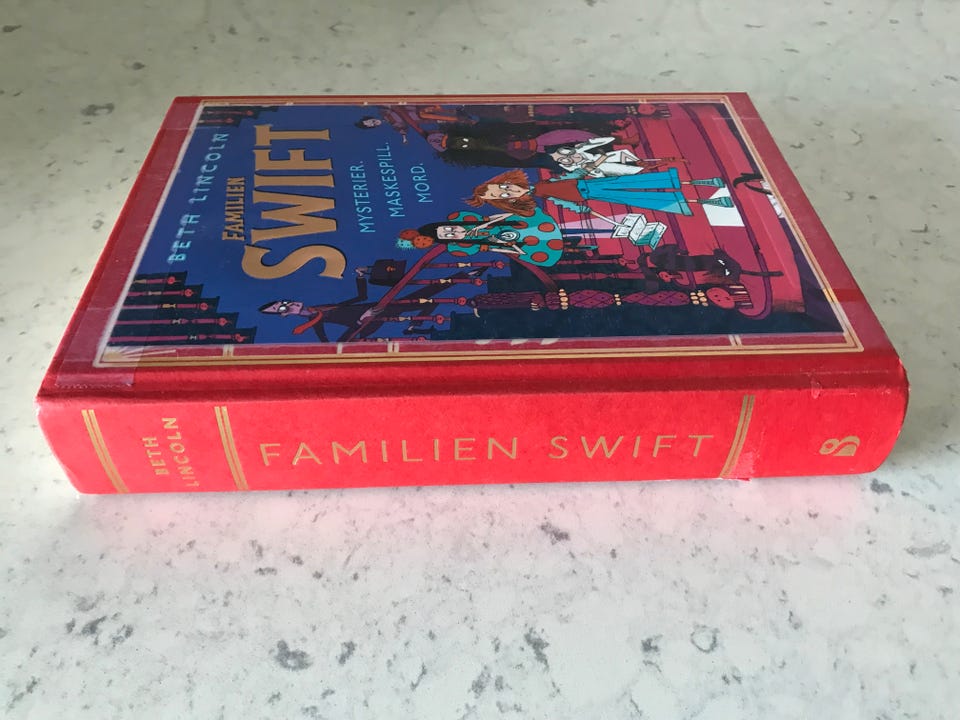 BETH LINCOLN
FAMILIEN
SWIFT
MYSTERIER.
MASKESPILL.
MORD.
BETH
LINCOLN
FAMILIEN SWIFT